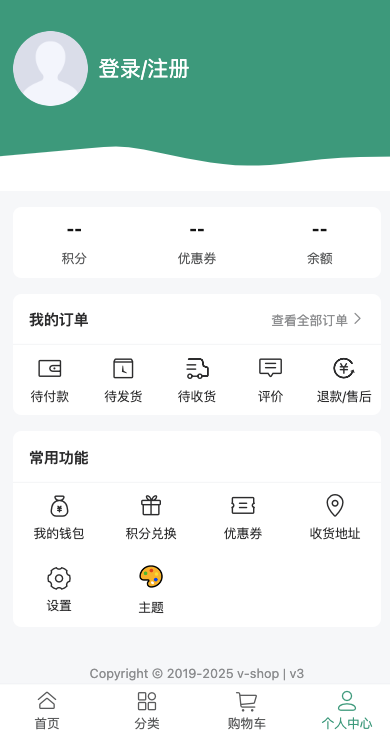 登录/注册
-- -- --
积分 优惠券 余额
我的订单 查看全部订单
待付款 待发货 待收货 评价 退款/售后
常用功能
我的钱包 积分兑换 优惠券 收货地址
设置 主题
Copyright © 2019-2025 v-shop | v3
首页 分类 购物车 个人中心